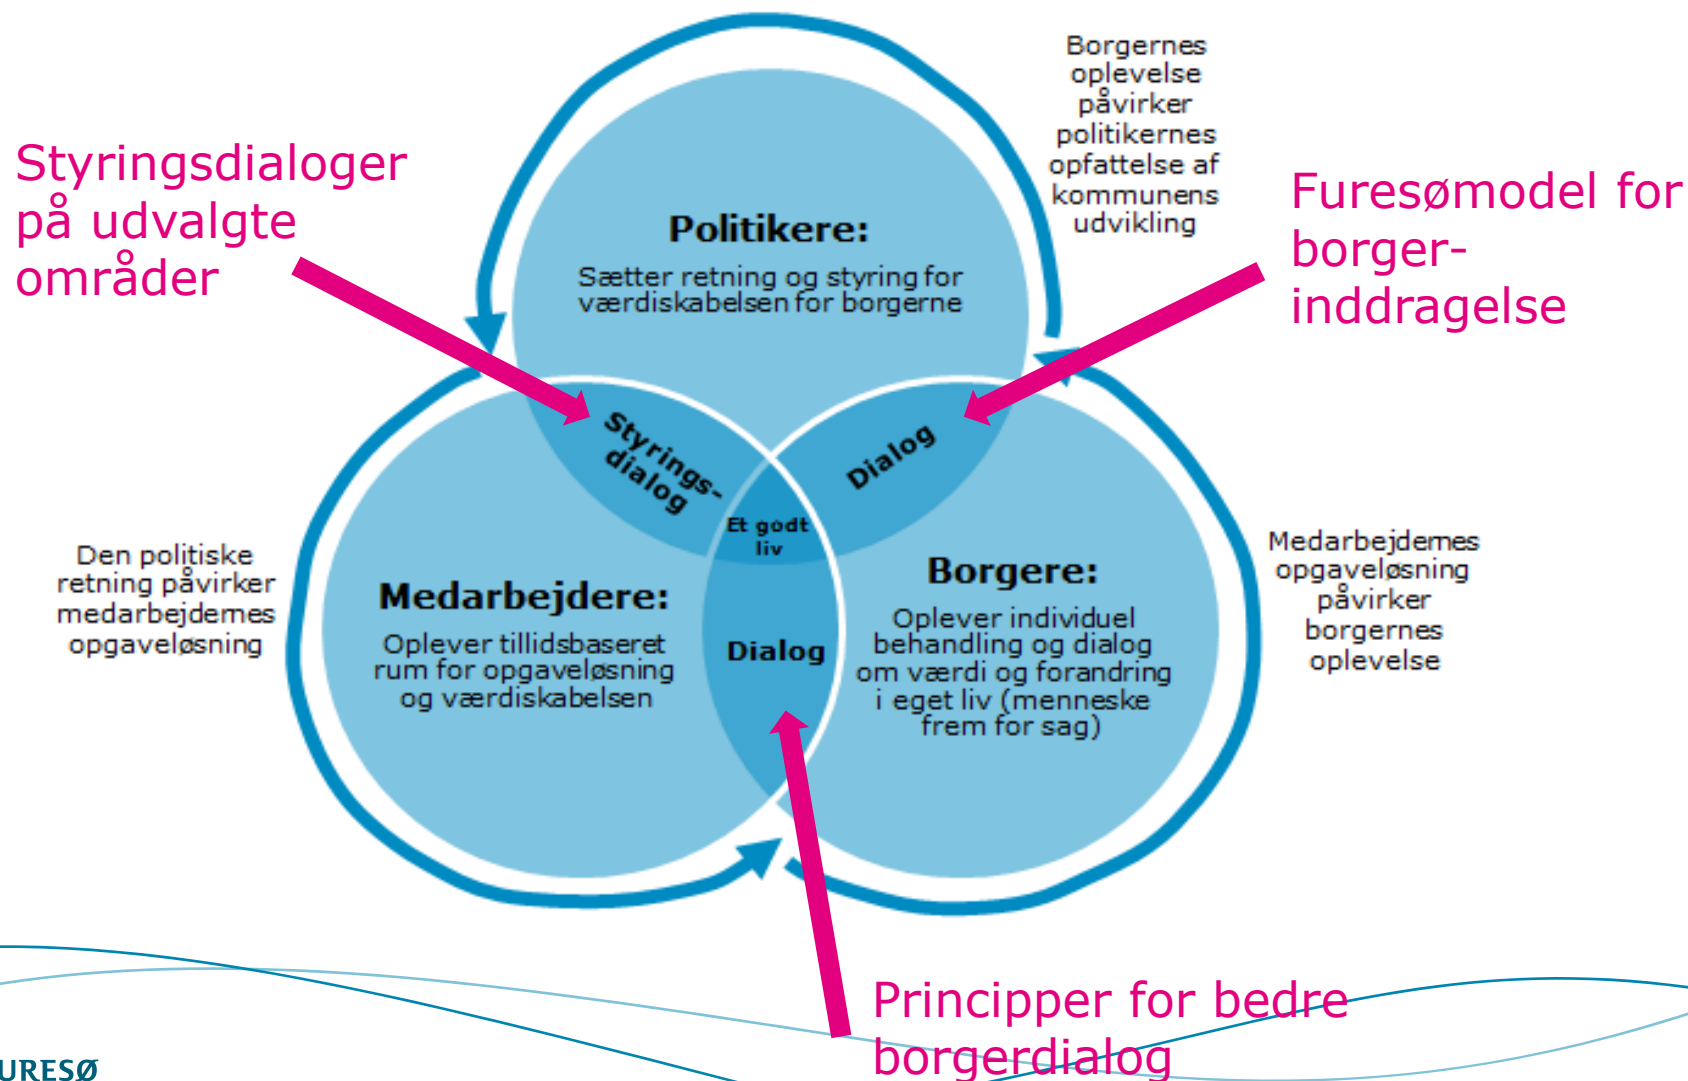 Styringsdialoger
på udvalgte
områder
Borgernes
oplevelse
påvirker
politikernes
opfattelse af
kommunens
udvikling
Furesømodel for
borger-
inddragelse
Politikere:
Sætter retning og styring for
værdiskabelsen for borgerne
Styrings-
dialog
Dialog
Et godt
liv
Den politiske
retning påvirker
medarbejdernes
opgaveløsning
Medarbejdere:
Oplever tillidsbaseret
rum for opgaveløsning
og værdiskabelsen
Dialog
Borgere:
Oplever individuel
behandling og dialog
om værdi og forandring
i eget liv (menneske
frem for sag)
Medarbejdernes
opgaveløsning
påvirker
borgernes
oplevelse
Principper for bedre
borgerdialog
URESØ